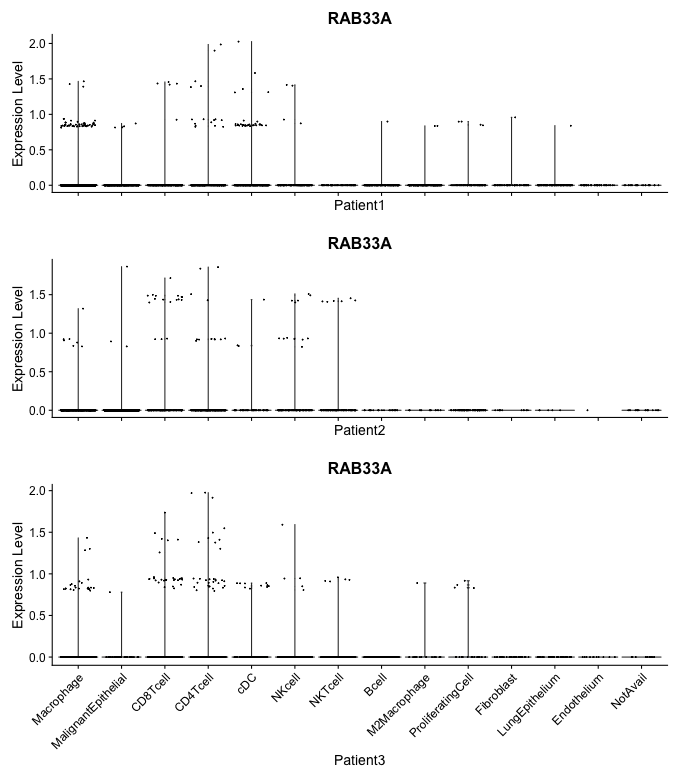 RAB33A
Expression Level
2.0
1.5
1.0
0.5
0.0
Patient1
RAB33A
Expression Level
1.5
1.0
0.5
0.0
Patient2
RAB33A
Expression Level
2.0
1.5
1.0
0.5
0.0
Macrophage
MalignantEpithelial
CD8Tcell
CD4Tcell
cDC
NKcell
NKTcell
Bcell
M2Macrophage
ProliferatingCell
Fibroblast
LungEpithelium
Endothelium
NotAvail
Patient3